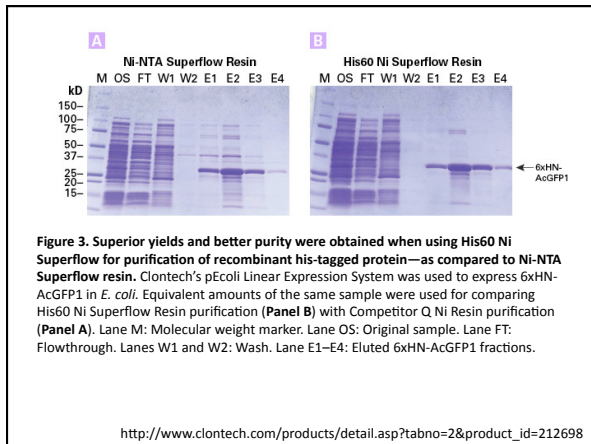 A
B
Ni-NTA Superflow Resin
His60 Ni Superflow Resin
kD
M OS FT W1 W2 E1 E2 E3 E4
M OS FT W1 W2 E1 E2 E3 E4
150–
100–
75–
50–
37–
25–
20–
15–
6xHN-
AcGFP1
Figure 3. Superior yields and better purity were obtained when using His60 Ni
Superflow for purification of recombinant his-tagged protein—as compared to Ni-NTA
Superflow resin. Clontech's pEcoli Linear Expression System was used to express 6xHN-
AcGFP1 in E. coli. Equivalent amounts of the same sample were used for comparing
His60 Ni Superflow Resin purification (Panel B) with Competitor Q Ni Resin purification
(Panel A). Lane M: Molecular weight marker. Lane OS: Original sample. Lane FT:
Flowthrough. Lanes W1 and W2: Wash. Lane E1–E4: Eluted 6xHN-AcGFP1 fractions.
http://www.clontech.com/products/detail.asp?tabno=2&product_id=212698